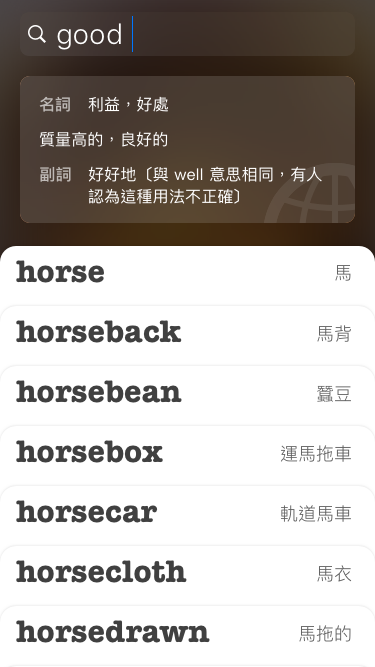 good
名詞 利益，好處
質量高的，良好的
副詞 好好地〔與 well 意思相同，有人
認為這種用法不正確〕
horse 馬
horseback 馬背
horsebean 蠶豆
horsebox 運馬拖車
horsecar 軌道馬車
horsecloth 馬衣
horsedrawn 馬拖的